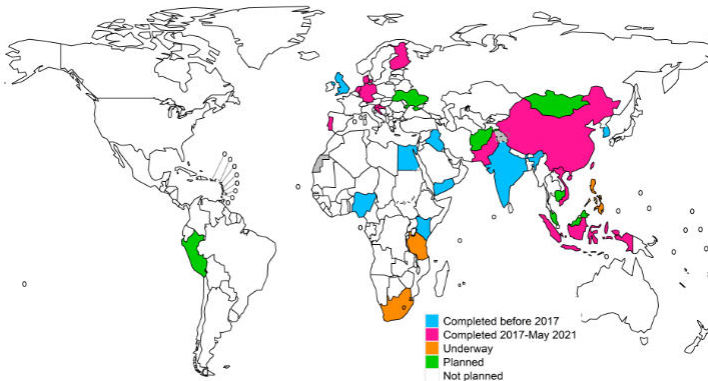 Completed before 2017
Completed 2017-May 2021
Underway
Planned
Not planned